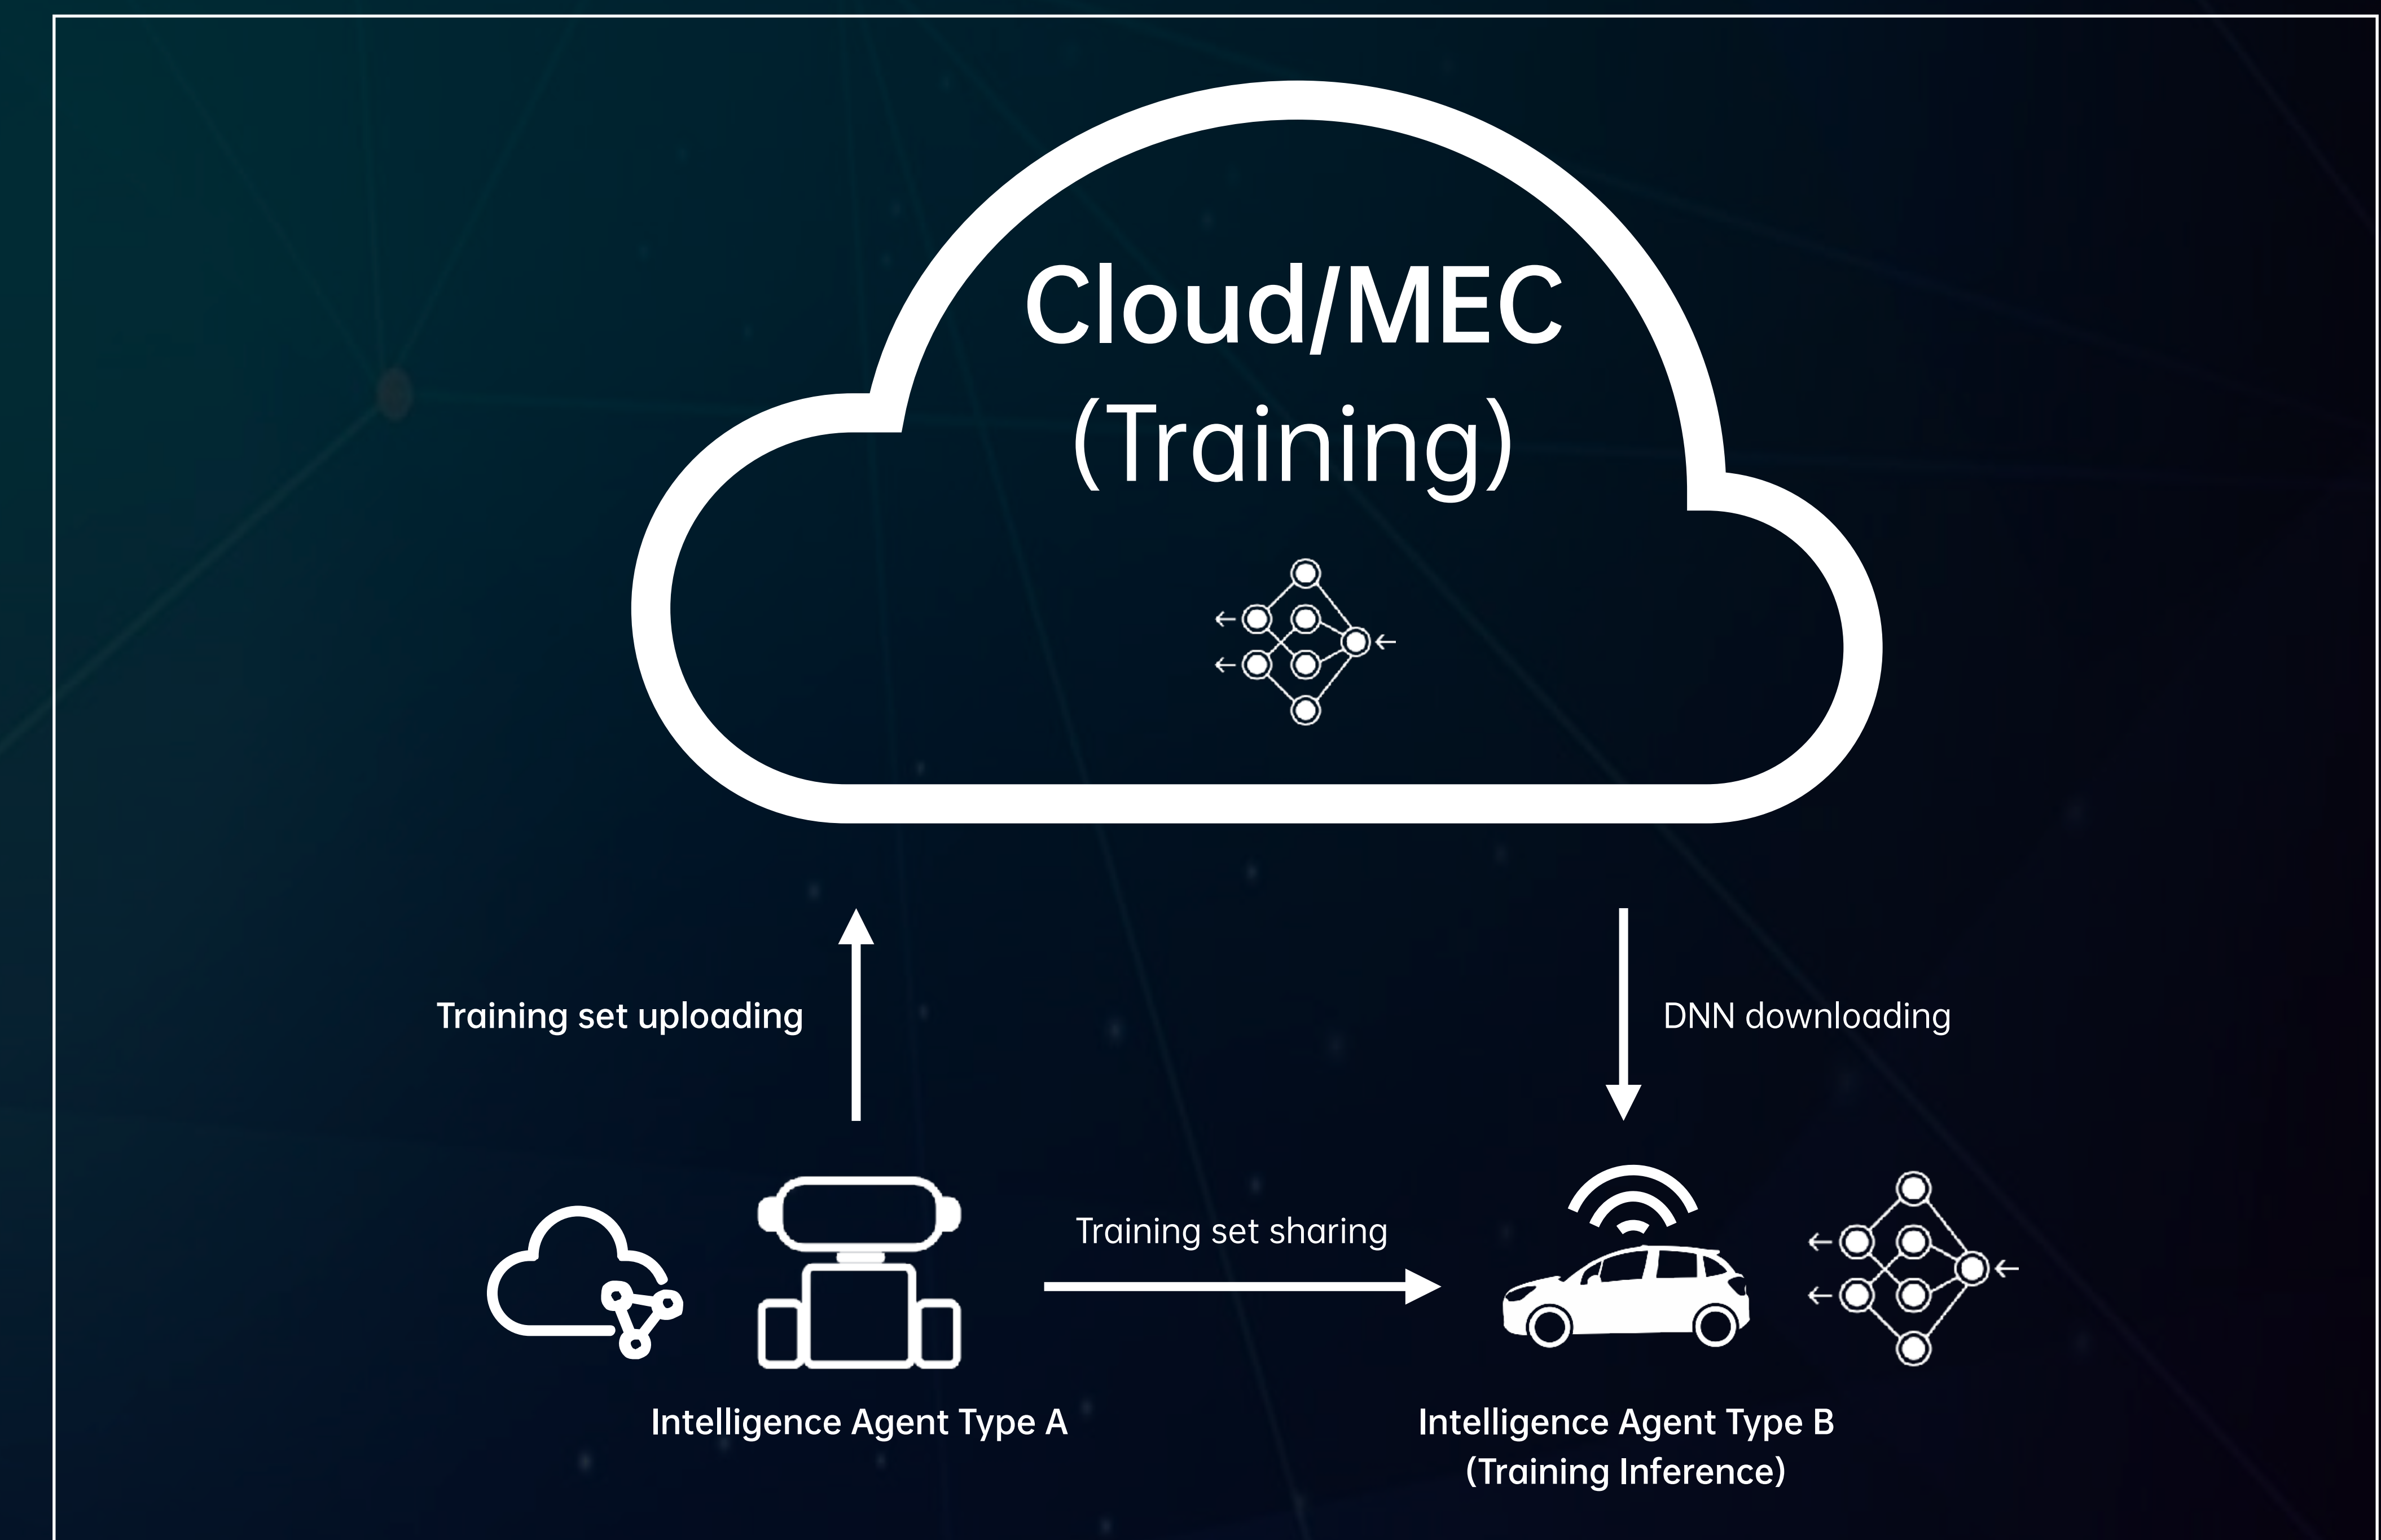 Cloud/MEC
(Training)
Training set uploading
DNN downloading
Training set sharing
Intelligence Agent Type A
Intelligence Agent Type B
(Training Inference)